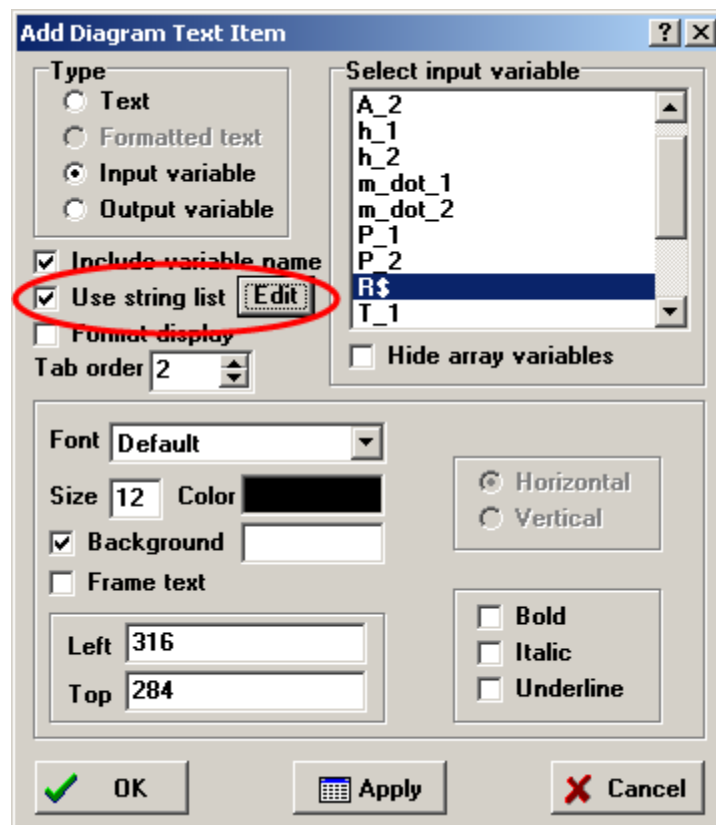 Add Diagram Text Item
Type
Text
Formatted text
Input variable
Output variable
Include variable name
Use string list Edit
Format display
Tab order 2
Select input variable
A_2
h_1
h_2
m_dot_1
m_dot_2
P_1
P_2
R$
T_1
Hide array variables
Font Default
Size 12 Color
Background
Frame text
Left 316
Top 284
Horizontal
Vertical
Bold
Italic
Underline
OK
Apply
Cancel